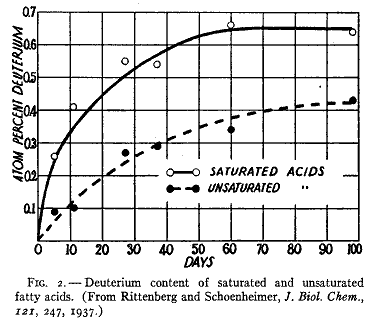 0.7
0.6
0.5
0.4
0.3
0.2
0.1
ATOM PERCENT DEUTERIUM
SATURATED ACIDS
UNSATURATED "
0 10 20 30 40 50 60 70 80 90 100
DAYS
FIG. 2.—Deuterium content of saturated and unsaturated
fatty acids. (From Rittenberg and Schoenheimer, J. Biol. Chem.,
121, 247, 1937.)